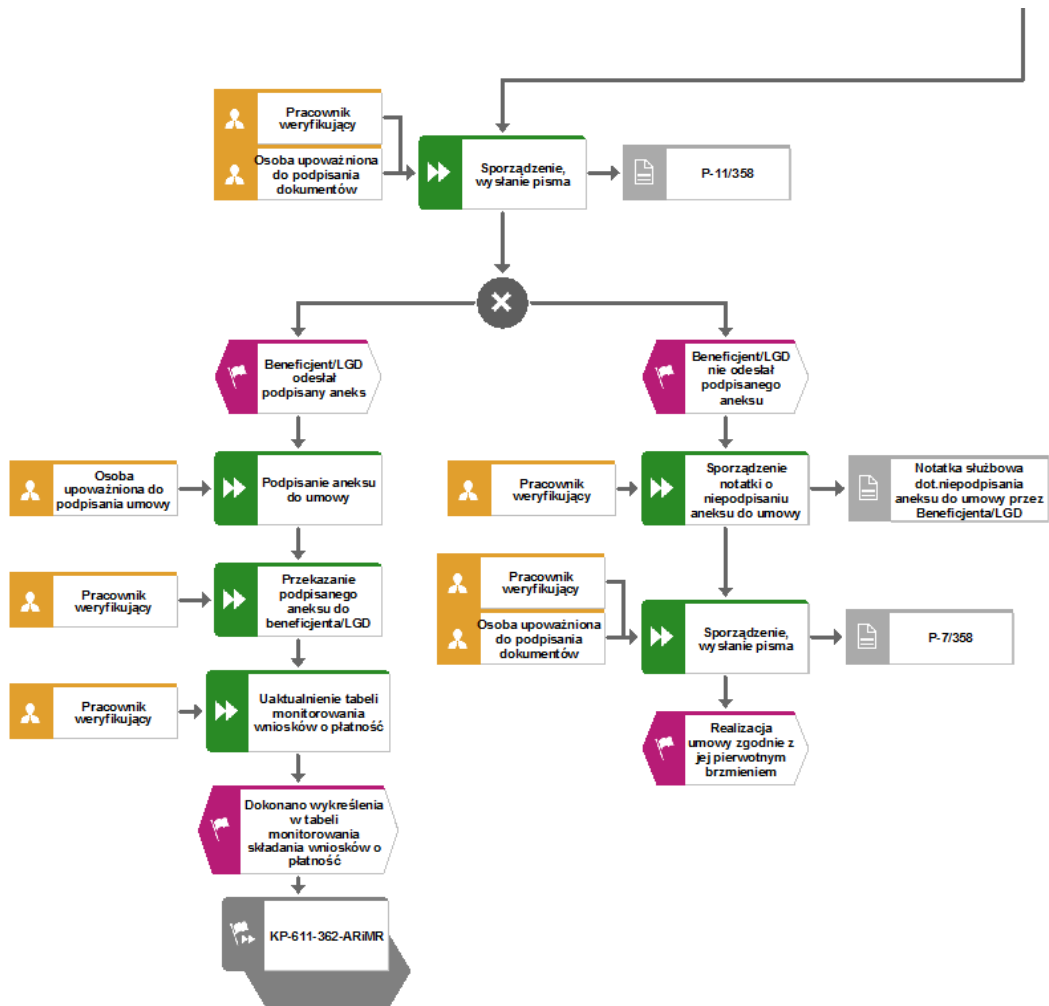 Pracownik
weryfikujący
Osoba upoważniona
do podpisania
dokumentów
Sporządzenie,
wysłanie pisma
P-11/358
Beneficjent/LGD
odesłał
podpisany aneks
Beneficjent/LGD
nie odesłał
podpisanego
aneksu
Osoba
upoważniona do
podpisania umowy
Podpisanie aneksu
do umowy
Pracownik
weryfikujący
Sporządzenie
notatki o
niepodpisaniu
aneksu do umowy
Notatka służbowa
dot.niepodpisania
aneksu do umowy przez
Beneficjenta/LGD
Pracownik
weryfikujący
Przekazanie
podpisanego
aneksu do
beneficjenta/LGD
Pracownik
weryfikujący
Osoba upoważniona
do podpisania
dokumentów
Sporządzenie,
wysłanie pisma
P-7/358
Pracownik
weryfikujący
Uaktualnienie tabeli
monitorowania
wniosków o płatność
Realizacja
umowy zgodnie z
jej pierwotnym
brzmieniem
Dokonano wykreślenia
w tabeli
monitorowania
składania wniosków o
płatność
KP-611-362-ARiMR